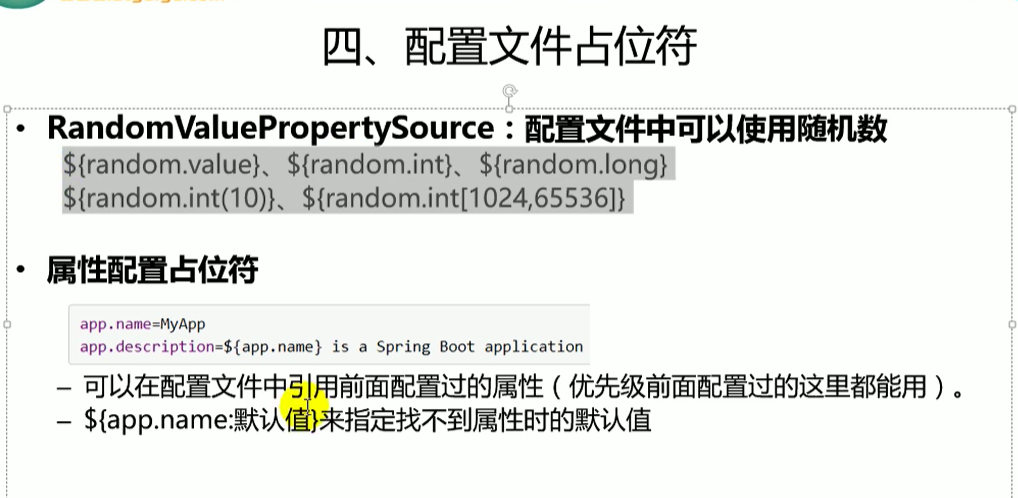 四、配置文件占位符
• RandomValuePropertySource：配置文件中可以使用随机数
${random.value}、${random.int}、${random.long}
${random.int(10)}、${random.int[1024,65536]}
• 属性配置占位符
app.name=MyApp
app.description=${app.name} is a Spring Boot application
– 可以在配置文件中引用前面配置过的属性（优先级前面配置过的这里都能用）。
– ${app.name:默认值}来指定找不到属性时的默认值